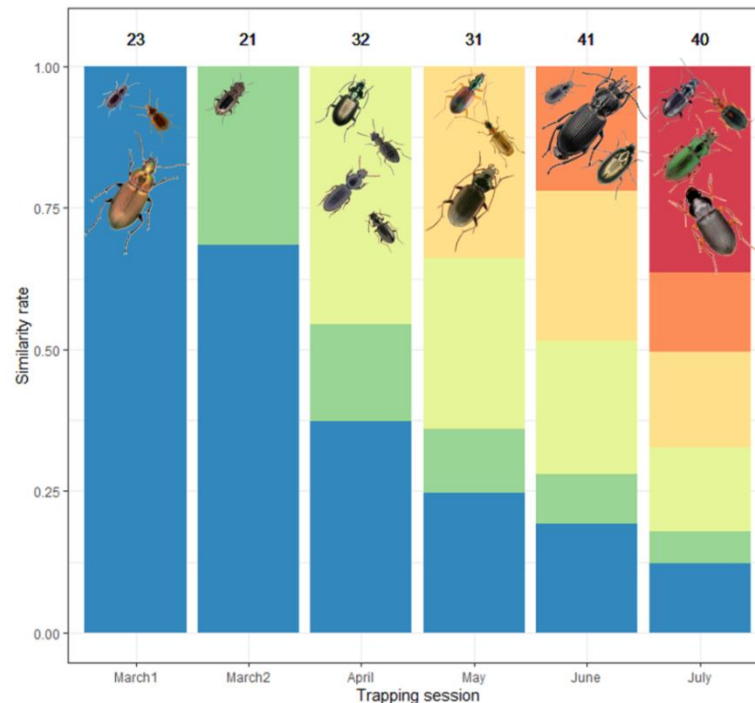 23 21 32 31 41 40
1.00
0.75
0.50
0.25
0.00
Similarity rate
March1 March2 April May June July
Trapping session